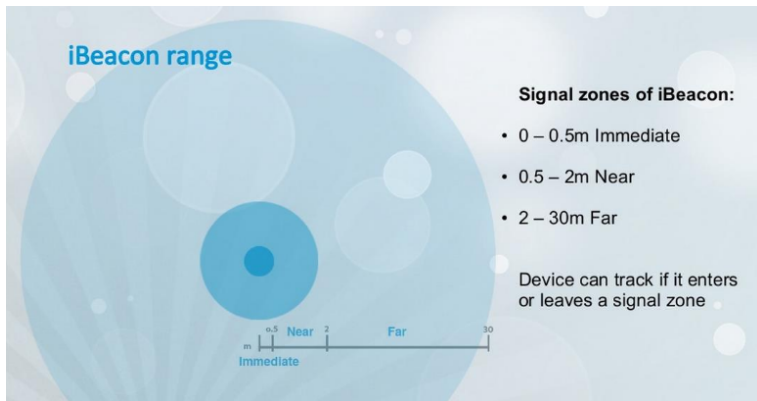 iBeacon range
Signal zones of iBeacon:
• 0 – 0.5m Immediate
• 0.5 – 2m Near
• 2 – 30m Far
Device can track if it enters
or leaves a signal zone
0.5 Near 2 Far 30
m
Immediate